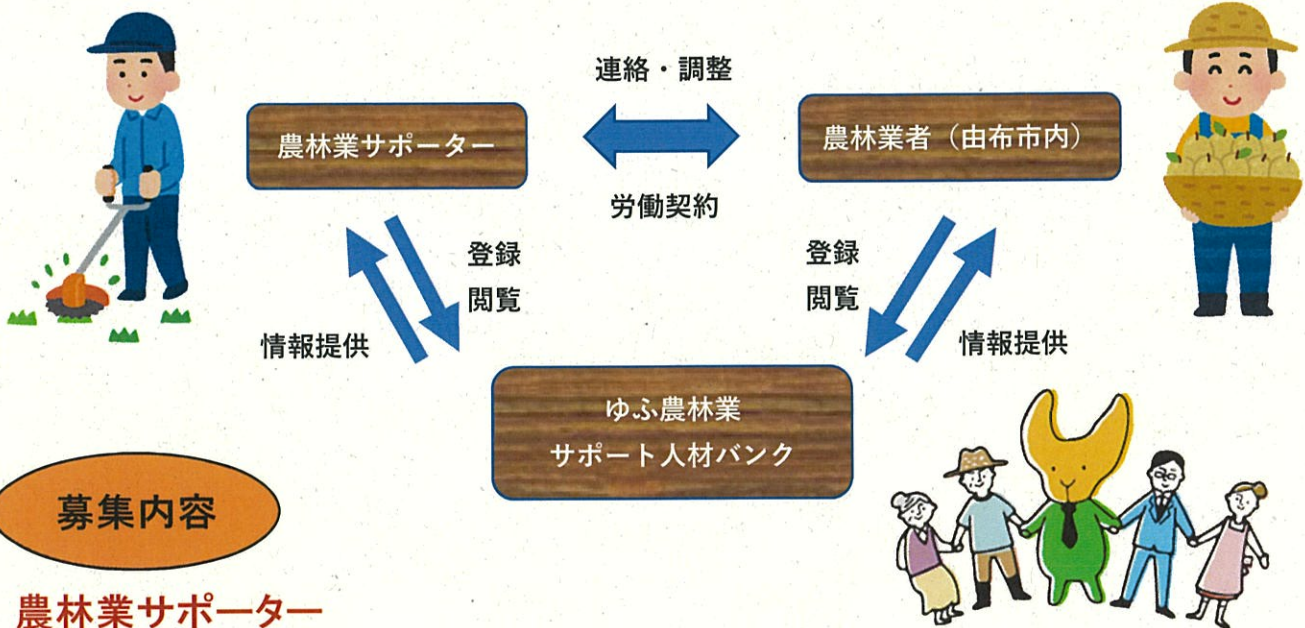 連絡・調整
農林業サポーター
農林業者（由布市内）
労働契約
登録
閲覧
登録
閲覧
情報提供
情報提供
ゆふ農林業
サポート人材バンク
募集内容
農林業サポーター